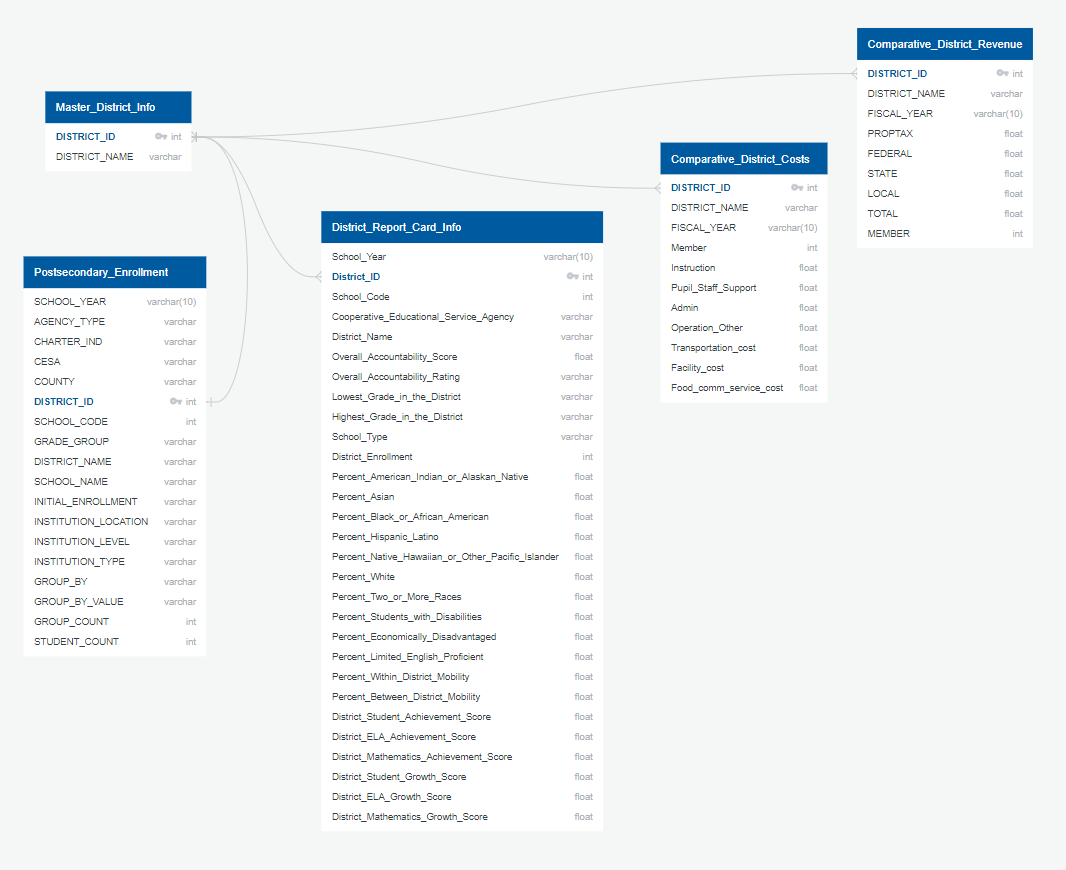 Master_District_Info
DISTRICT_ID int
DISTRICT_NAME varchar
Postsecondary_Enrollment
SCHOOL_YEAR varchar(10)
AGENCY_TYPE varchar
CHARTER_IND varchar
CESA varchar
COUNTY varchar
DISTRICT_ID int
SCHOOL_CODE int
GRADE_GROUP varchar
DISTRICT_NAME varchar
SCHOOL_NAME varchar
INITIAL_ENROLLMENT varchar
INSTITUTION_LOCATION varchar
INSTITUTION_LEVEL varchar
INSTITUTION_TYPE varchar
GROUP_BY varchar
GROUP_BY_VALUE varchar
GROUP_COUNT int
STUDENT_COUNT int
District_Report_Card_Info
School_Year varchar(10)
District_ID int
School_Code int
Cooperative_Educational_Service_Agency varchar
District_Name varchar
Overall_Accountability_Score float
Overall_Accountability_Rating varchar
Lowest_Grade_in_the_District varchar
Highest_Grade_in_the_District varchar
School_Type varchar
District_Enrollment int
Percent_American_Indian_or_Alaskan_Native float
Percent_Asian float
Percent_Black_or_African_American float
Percent_Hispanic_Latino float
Percent_Native_Hawaiian_or_Other_Pacific_Islander float
Percent_White float
Percent_Two_or_More_Races float
Percent_Students_with_Disabilities float
Percent_Economically_Disadvantaged float
Percent_Limited_English_Proficient float
Percent_Within_District_Mobility float
Percent_Between_District_Mobility float
District_Student_Achievement_Score float
District_ELA_Achievement_Score float
District_Mathematics_Achievement_Score float
District_Student_Growth_Score float
District_ELA_Growth_Score float
District_Mathematics_Growth_Score float
Comparative_District_Costs
DISTRICT_ID int
DISTRICT_NAME varchar
FISCAL_YEAR varchar(10)
Member int
Instruction float
Pupil_Staff_Support float
Admin float
Operation_Other float
Transportation_cost float
Facility_cost float
Food_comm_service_cost float
Comparative_District_Revenue
DISTRICT_ID int
DISTRICT_NAME varchar
FISCAL_YEAR varchar(10)
PROPTAX float
FEDERAL float
STATE float
LOCAL float
TOTAL float
MEMBER int